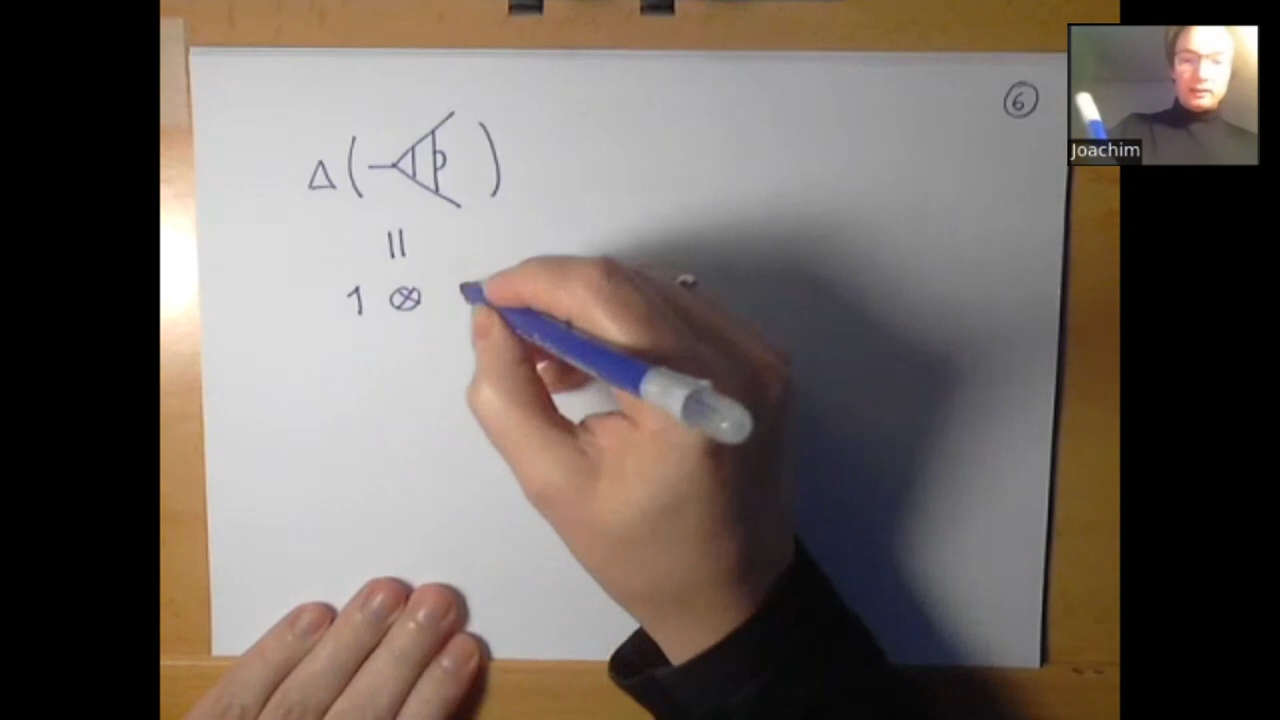 Δ ( )
=
1 ⊗
6
Joachim